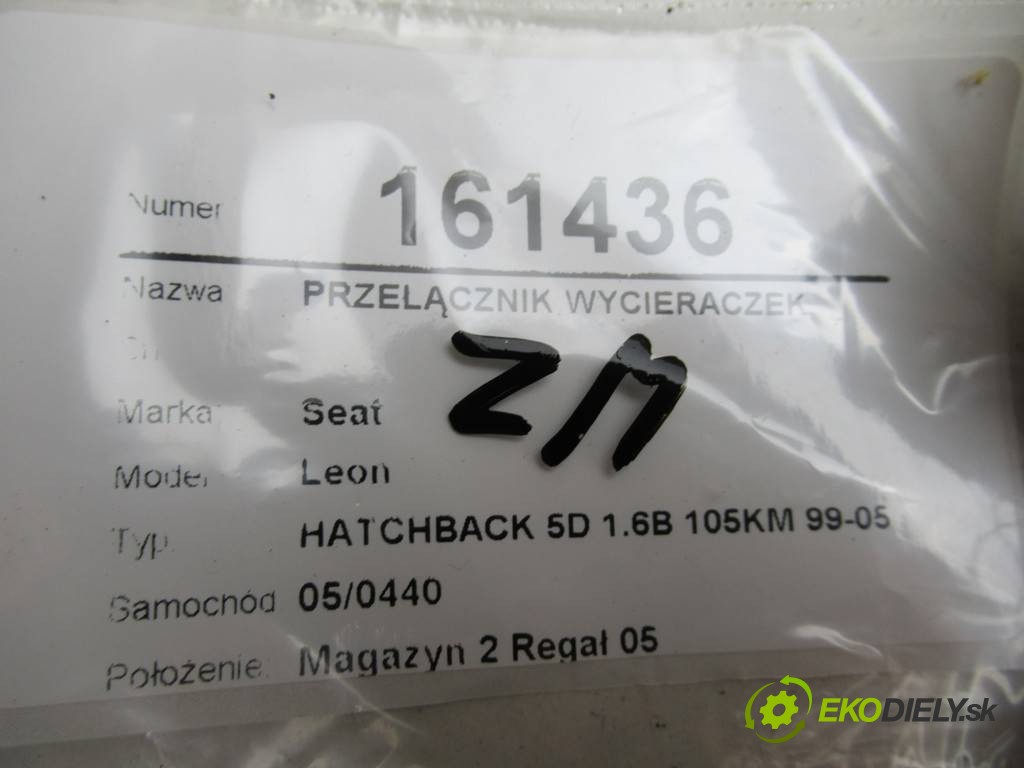 Numer 161436
Nazwa PRZEŁĄCZNIK WYCIERACZEK
ZM
Marka Seat
Model Leon
Typ HATCHBACK 5D 1.6B 105KM 99-05
Samochód 05/0440
Położenie: Magazyn 2 Regał 05
EKODIELY.sk